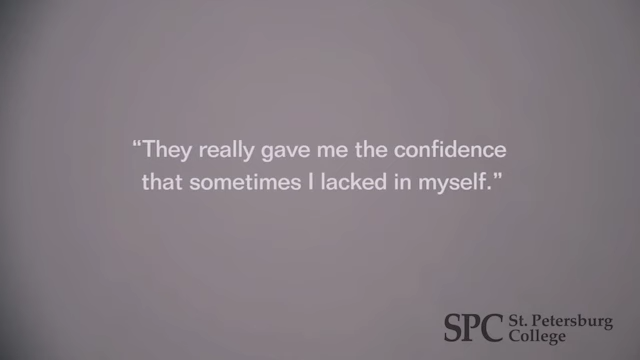 “They really gave me the confidence
that sometimes I lacked in myself.”
SPC St. Petersburg
College